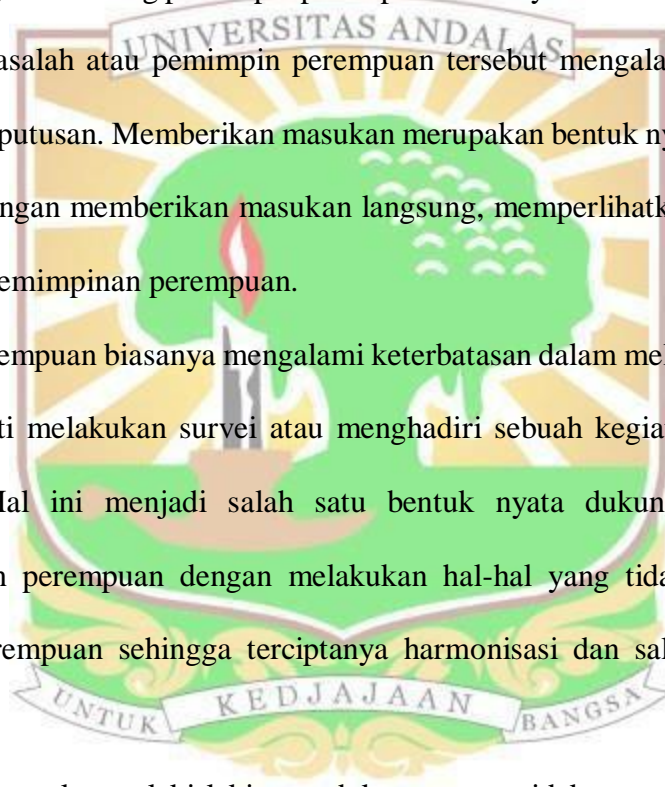 UNIVERSITAS ANDALAS
asalah atau pemimpin perempuan tersebut mengala
putusan. Memberikan masukan merupakan bentuk ny
ngan memberikan masukan langsung, memperlihatk
emimpinan perempuan.
empuan biasanya mengalami keterbatasan dalam mel
ti melakukan survei atau menghadiri sebuah kegia
Hal ini menjadi salah satu bentuk nyata dukun
n perempuan dengan melakukan hal-hal yang tida
rempuan sehingga terciptanya harmonisasi dan sal
UNTUK KEDJAJAAN BANGSA